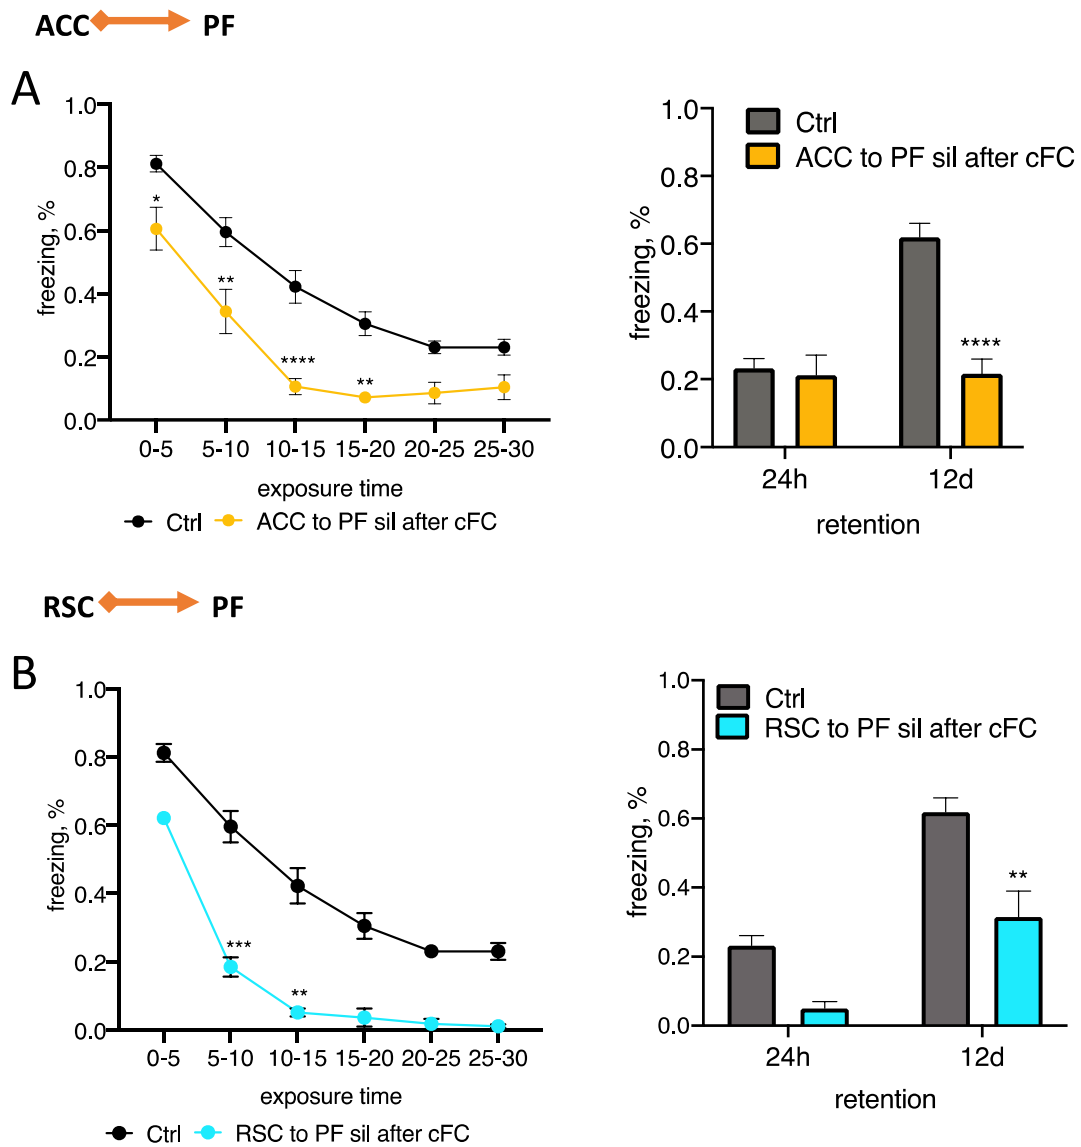 ACC PF
A
freezing, %
1.0
0.8
0.6
0.4
0.2
0.0
*
**
****
**
0-5 5-10 10-15 15-20 20-25 25-30
exposure time
Ctrl ACC to PF sil after cFC
freezing, %
1.0
0.8
0.6
0.4
0.2
0.0
Ctrl
ACC to PF sil after cFC
****
24h 12d
retention
RSC PF
B
freezing, %
1.0
0.8
0.6
0.4
0.2
0.0
***
**
0-5 5-10 10-15 15-20 20-25 25-30
exposure time
Ctrl RSC to PF sil after cFC
freezing, %
1.0
0.8
0.6
0.4
0.2
0.0
Ctrl
RSC to PF sil after cFC
**
24h 12d
retention